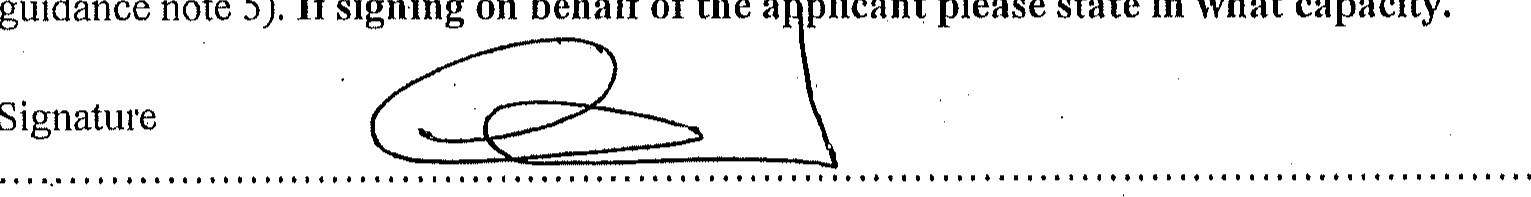 guidance note 5). If signing on behalf of the applicant please state in what capacity.
Signature